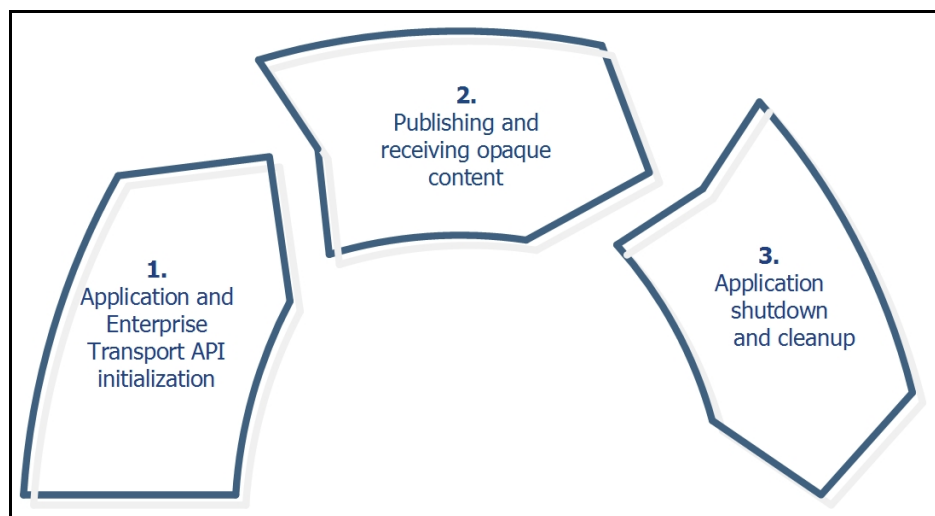 1.
Application and
Enterprise
Transport API
initialization
2.
Publishing and
receiving opaque
content
3.
Application
shutdown
and cleanup